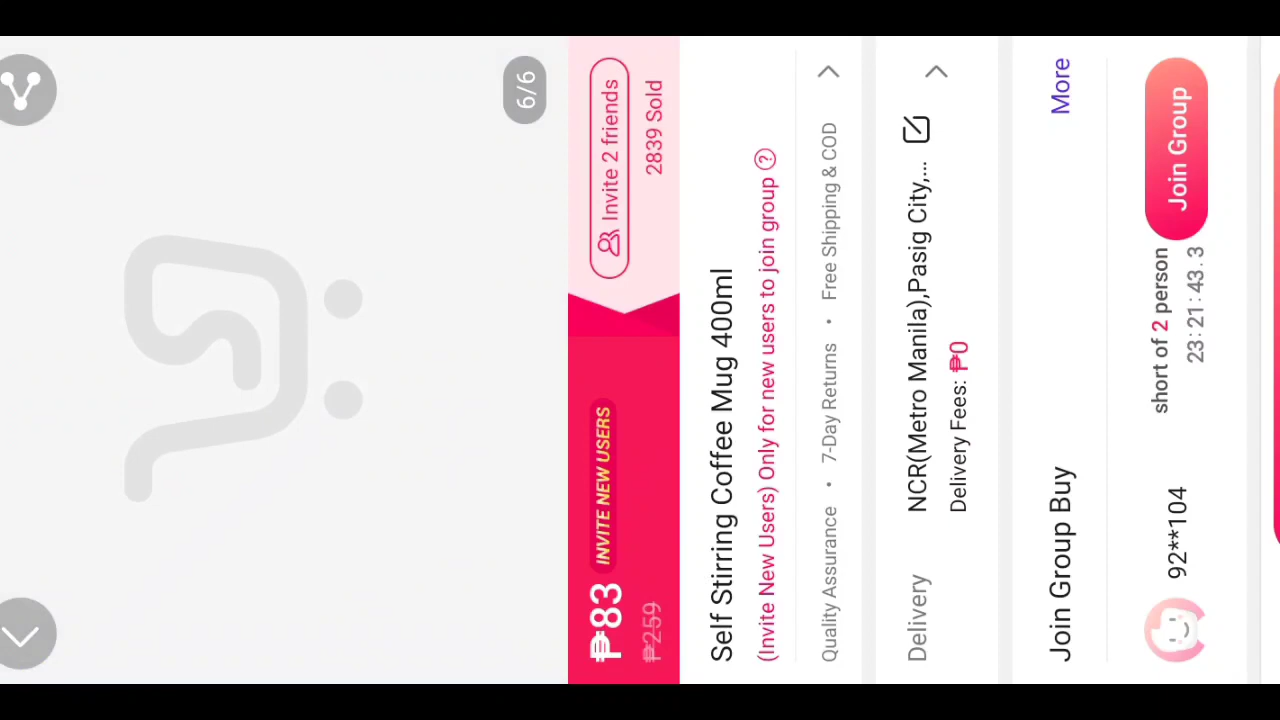 6/6
₱83 INVITE NEW USERS
Invite 2 friends
₱259
2839 Sold
Self Stirring Coffee Mug 400ml
(Invite New Users) Only for new users to join group ?
Quality Assurance • 7-Day Returns • Free Shipping & COD
Delivery NCR(Metro Manila),Pasig City,...
Delivery Fees: ₱0
Join Group Buy More
92**104 short of 2 person Join Group
23:21:43.3